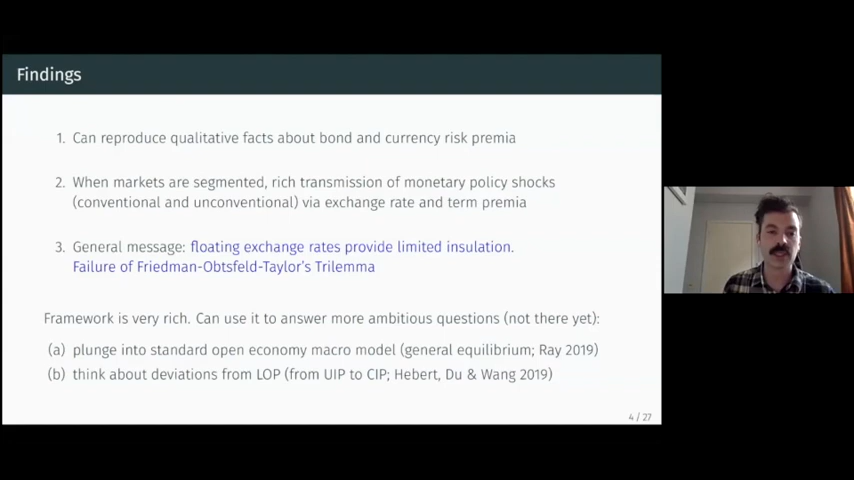 Findings
1. Can reproduce qualitative facts about bond and currency risk premia
2. When markets are segmented, rich transmission of monetary policy shocks
(conventional and unconventional) via exchange rate and term premia
3. General message: floating exchange rates provide limited insulation.
Failure of Friedman-Obtsfeld-Taylor's Trilemma
Framework is very rich. Can use it to answer more ambitious questions (not there yet):
(a) plunge into standard open economy macro model (general equilibrium; Ray 2019)
(b) think about deviations from LOP (from UIP to CIP; Hebert, Du & Wang 2019)
4 / 27